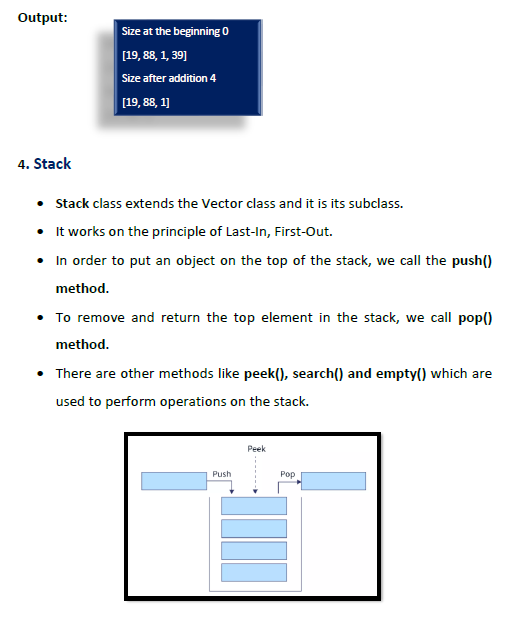 Output:
Size at the beginning 0
[19, 88, 1, 39]
Size after addition 4
[19, 88, 1]
4. Stack
• Stack class extends the Vector class and it is its subclass.
• It works on the principle of Last-In, First-Out.
• In order to put an object on the top of the stack, we call the push()
method.
• To remove and return the top element in the stack, we call pop()
method.
• There are other methods like peek(), search() and empty() which are
used to perform operations on the stack.
Peek
Push
Pop